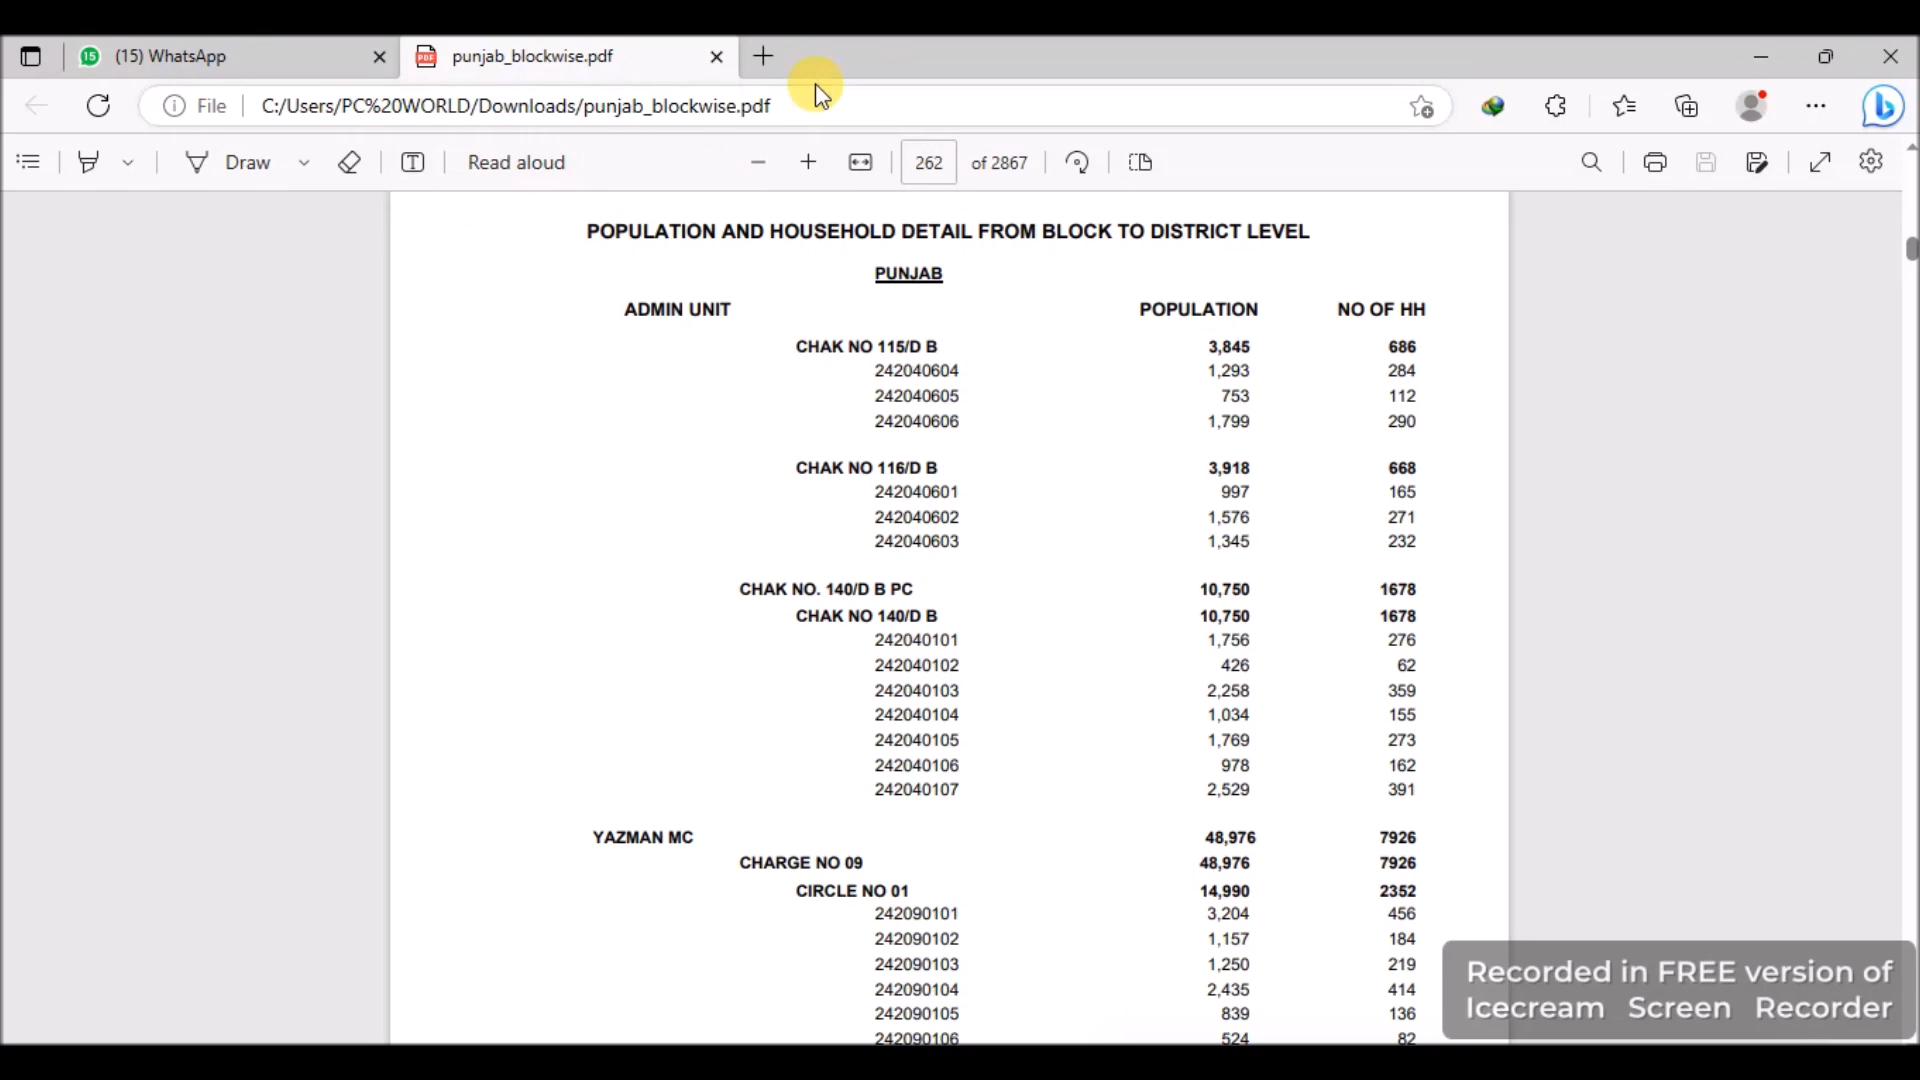 15 (15) WhatsApp PDF punjab_blockwise.pdf
File C:/Users/PC%20WORLD/Downloads/punjab_blockwise.pdf
Draw T Read aloud 262 of 2867
POPULATION AND HOUSEHOLD DETAIL FROM BLOCK TO DISTRICT LEVEL
PUNJAB
ADMIN UNIT POPULATION NO OF HH
CHAK NO 115/D B 3,845 686
242040604 1,293 284
242040605 753 112
242040606 1,799 290
CHAK NO 116/D B 3,918 668
242040601 997 165
242040602 1,576 271
242040603 1,345 232
CHAK NO. 140/D B PC 10,750 1678
CHAK NO 140/D B 10,750 1678
242040101 1,756 276
242040102 426 62
242040103 2,258 359
242040104 1,034 155
242040105 1,769 273
242040106 978 162
242040107 2,529 391
YAZMAN MC 48,976 7926
CHARGE NO 09 48,976 7926
CIRCLE NO 01 14,990 2352
242090101 3,204 456
242090102 1,157 184
242090103 1,250 219
242090104 2,435 414
242090105 839 136
242090106 524 82
Recorded in FREE version of
Icecream Screen Recorder